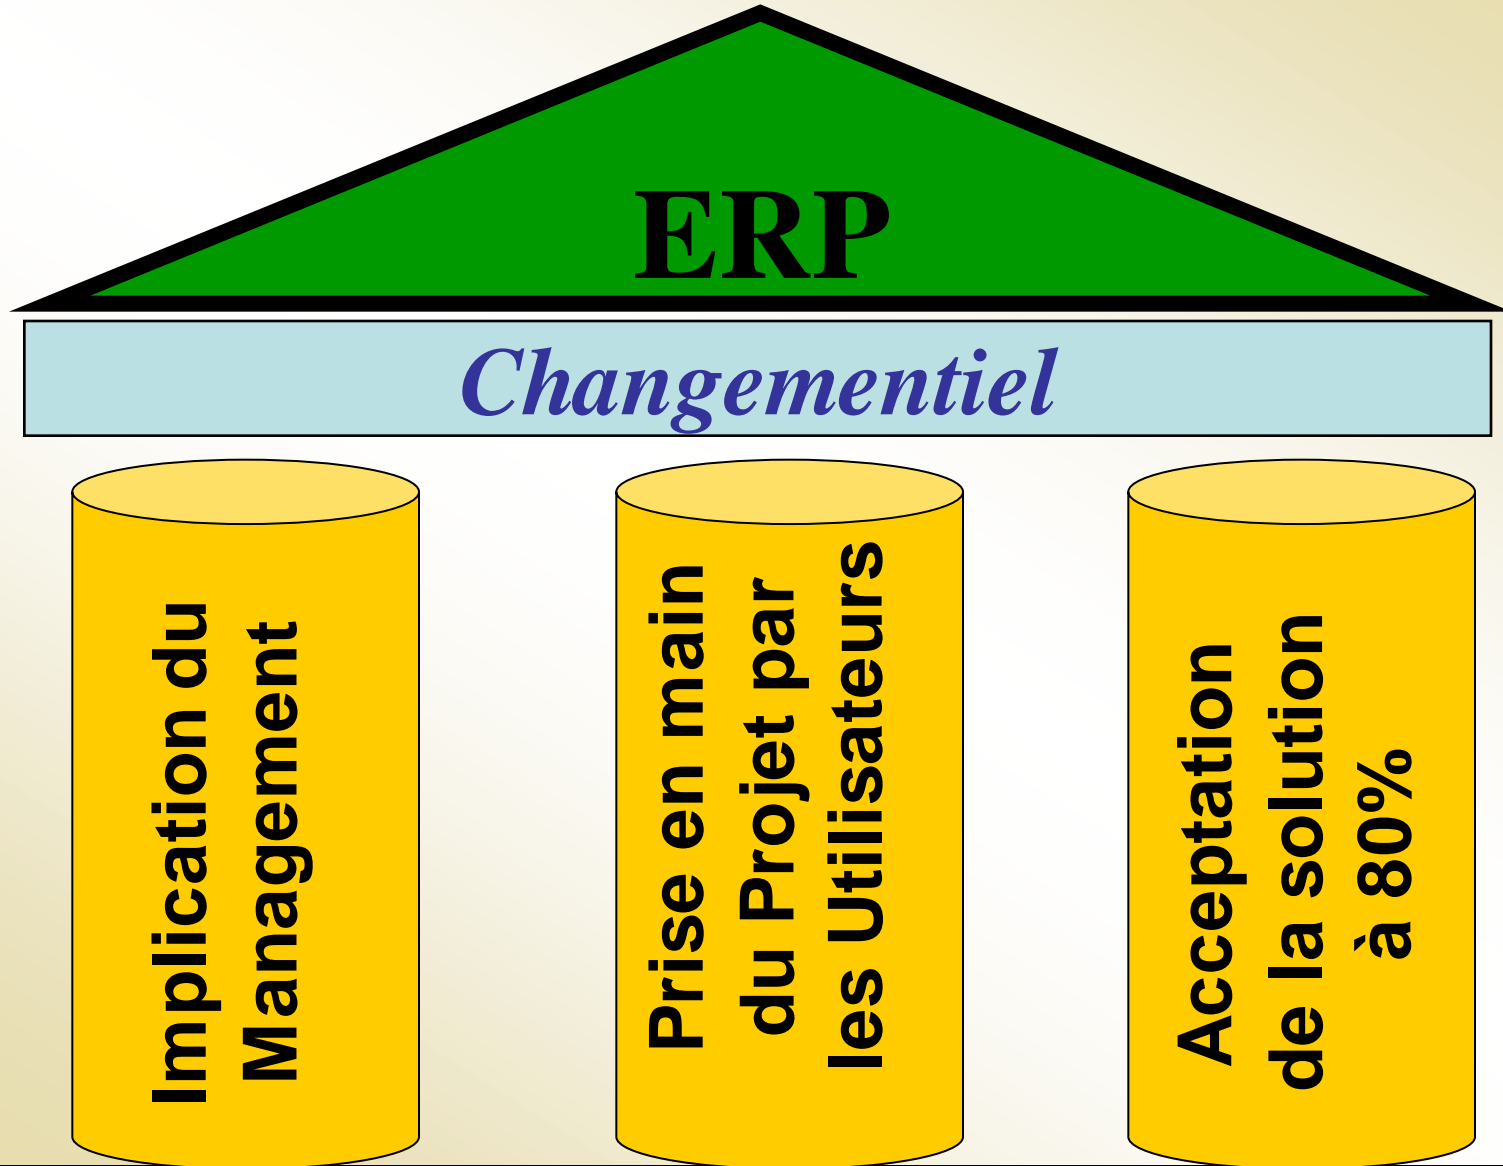 ERP
Changementiel
Implication du
Management
Prise en main
du Projet par
les Utilisateurs
Acceptation
de la solution
à 80%